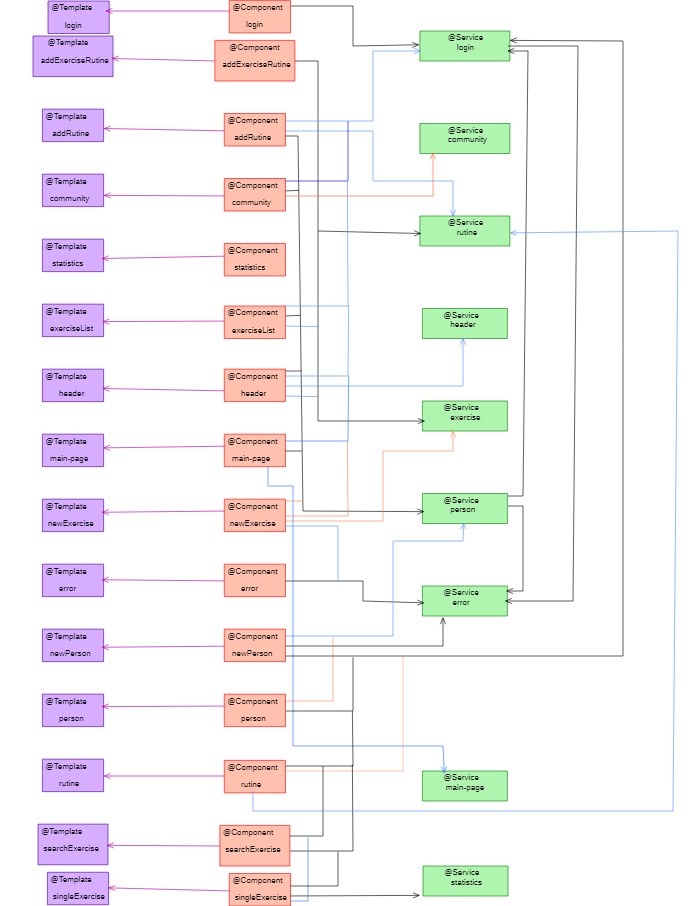 @Template
login
@Component
login
@Service
login
@Template
addExerciseRutine
@Component
addExerciseRutine
@Template
addRutine
@Component
addRutine
@Service
community
@Template
community
@Component
community
@Service
rutine
@Template
statistics
@Component
statistics
@Template
exerciseList
@Component
exerciseList
@Service
header
@Template
header
@Component
header
@Service
exercise
@Template
main-page
@Component
main-page
@Template
newExercise
@Component
newExercise
@Service
person
@Template
error
@Component
error
@Service
error
@Template
newPerson
@Component
newPerson
@Template
person
@Component
person
@Template
rutine
@Component
rutine
@Service
main-page
@Template
searchExercise
@Component
searchExercise
@Template
singleExercise
@Component
singleExercise
@Service
statistics